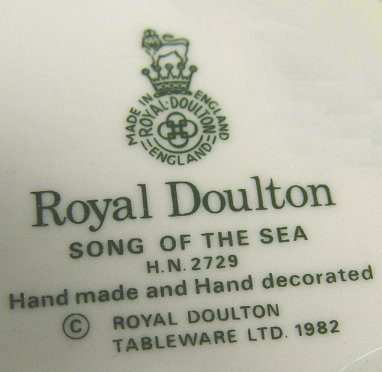 MADE IN ENGLAND
ROYAL·DOULTON
ENGLAND
Royal Doulton
SONG OF THE SEA
H.N. 2729
Hand made and Hand decorated
© ROYAL DOULTON
TABLEWARE LTD. 1982